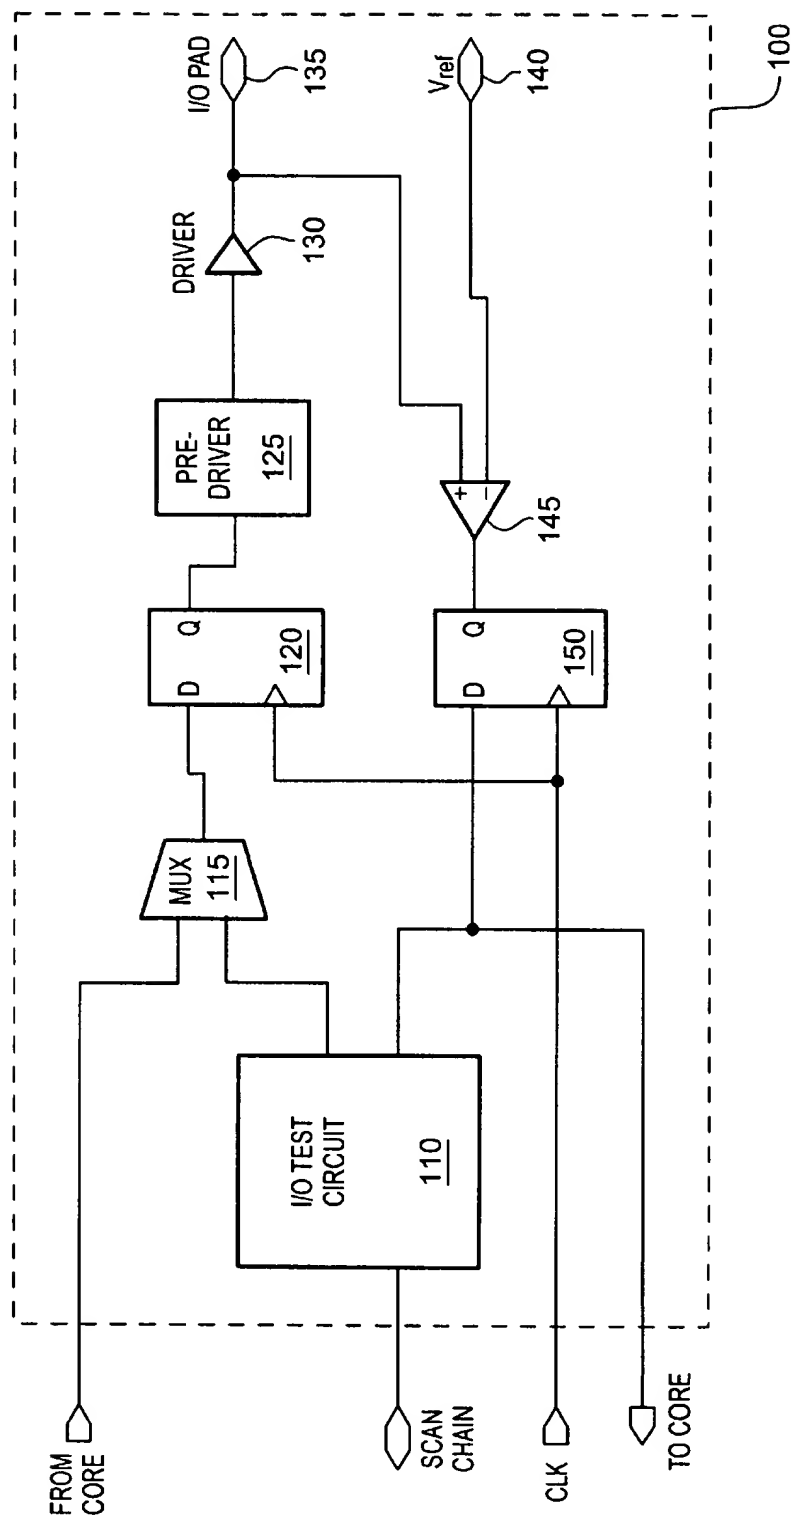 FROM
CORE
SCAN
CHAIN
CLK
TO CORE
I/O TEST
CIRCUIT
110
MUX
115
D
Q
120
D
Q
150
PRE-
DRIVER
125
+
–
145
DRIVER
130
I/O PAD
135
Vref
140
100